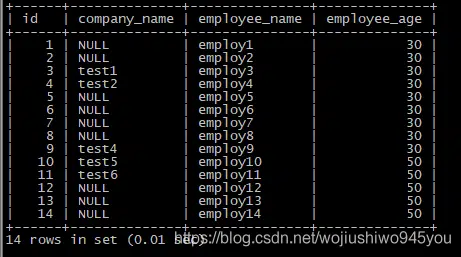 id | company_name | employee_name | employee_age
1 | NULL | employ1 | 30
2 | NULL | employ2 | 30
3 | test1 | employ3 | 30
4 | test2 | employ4 | 30
5 | NULL | employ5 | 30
6 | NULL | employ6 | 30
7 | NULL | employ7 | 30
8 | NULL | employ8 | 30
9 | test4 | employ9 | 30
10 | test5 | employ10 | 50
11 | test6 | employ11 | 50
12 | NULL | employ12 | 50
13 | NULL | employ13 | 50
14 | NULL | employ14 | 50
14 rows in set (0.01 sec)
https://blog.csdn.net/wojiushiwo945you